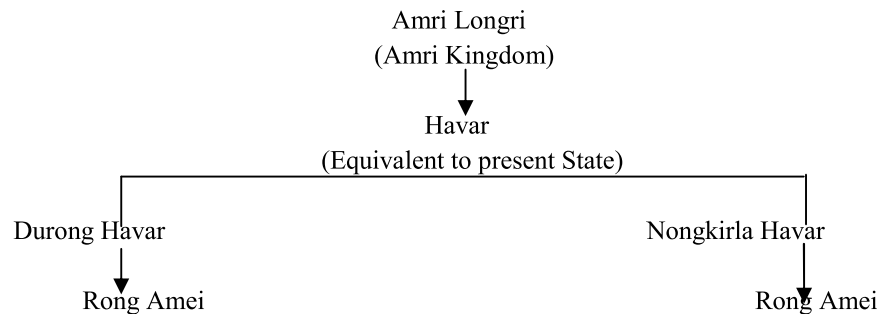 Amri Longri
(Amri Kingdom)
Havar
(Equivalent to present State)
Durong Havar
Nongkirla Havar
Rong Amei
Rong Amei